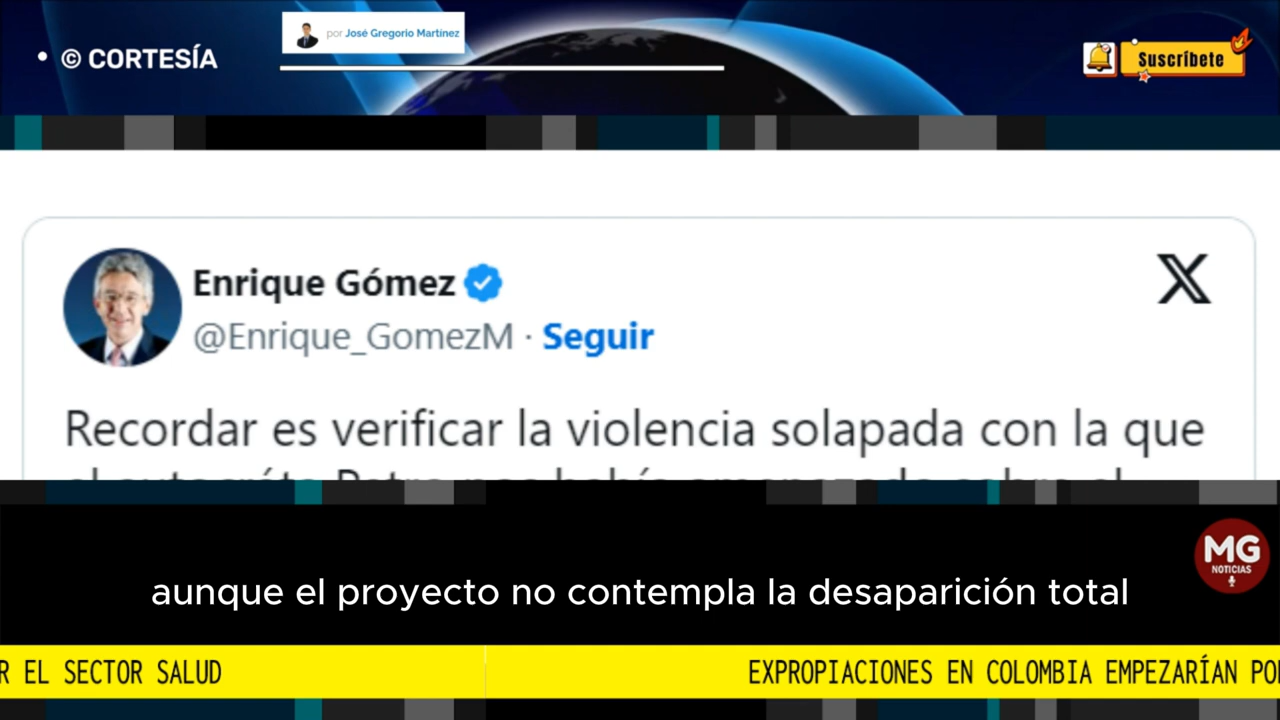 • © CORTESÍA
por José Gregorio Martínez
Suscríbete
Enrique Gómez
X
@Enrique_GomezM · Seguir
Recordar es verificar la violencia solapada con la que
aunque el proyecto no contempla la desaparición total
MG
NOTICIAS
R EL SECTOR SALUD
EXPROPIACIONES EN COLOMBIA EMPEZARÍAN PO